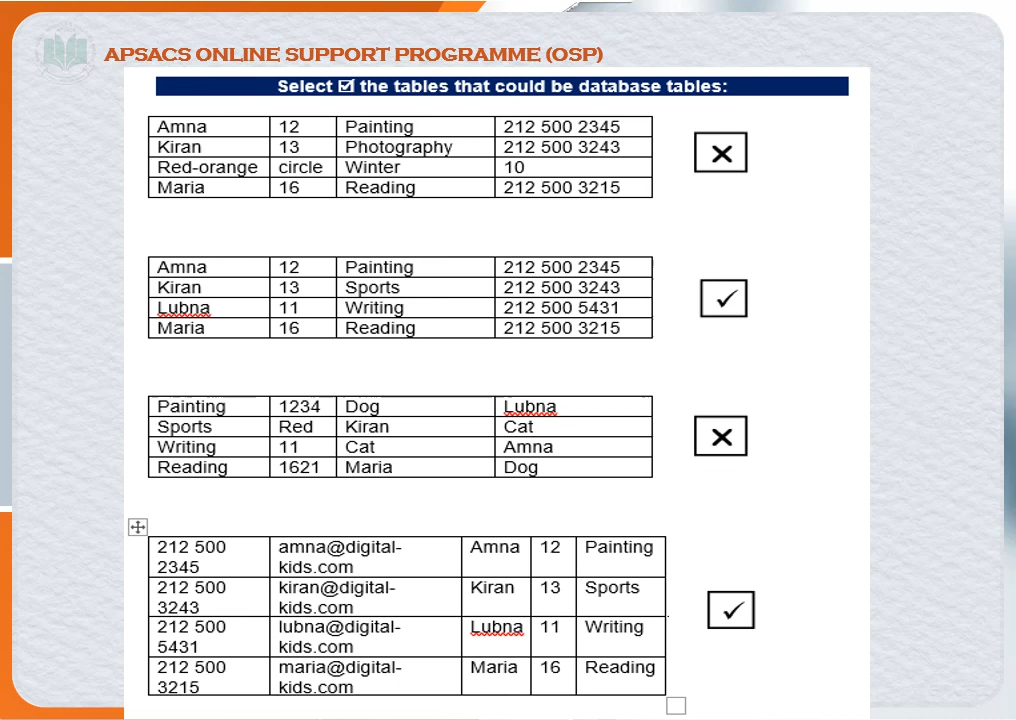 APSACS ONLINE SUPPORT PROGRAMME (OSP)
Select ☑ the tables that could be database tables:
Amna 12 Painting 212 500 2345
Kiran 13 Photography 212 500 3243
Red-orange circle Winter 10
Maria 16 Reading 212 500 3215
Amna 12 Painting 212 500 2345
Kiran 13 Sports 212 500 3243
Lubna 11 Writing 212 500 5431
Maria 16 Reading 212 500 3215
Painting 1234 Dog Lubna
Sports Red Kiran Cat
Writing 11 Cat Amna
Reading 1621 Maria Dog
212 500 amna@digital- Amna 12 Painting
2345 kids.com
212 500 kiran@digital- Kiran 13 Sports
3243 kids.com
212 500 lubna@digital- Lubna 11 Writing
5431 kids.com
212 500 maria@digital- Maria 16 Reading
3215 kids.com